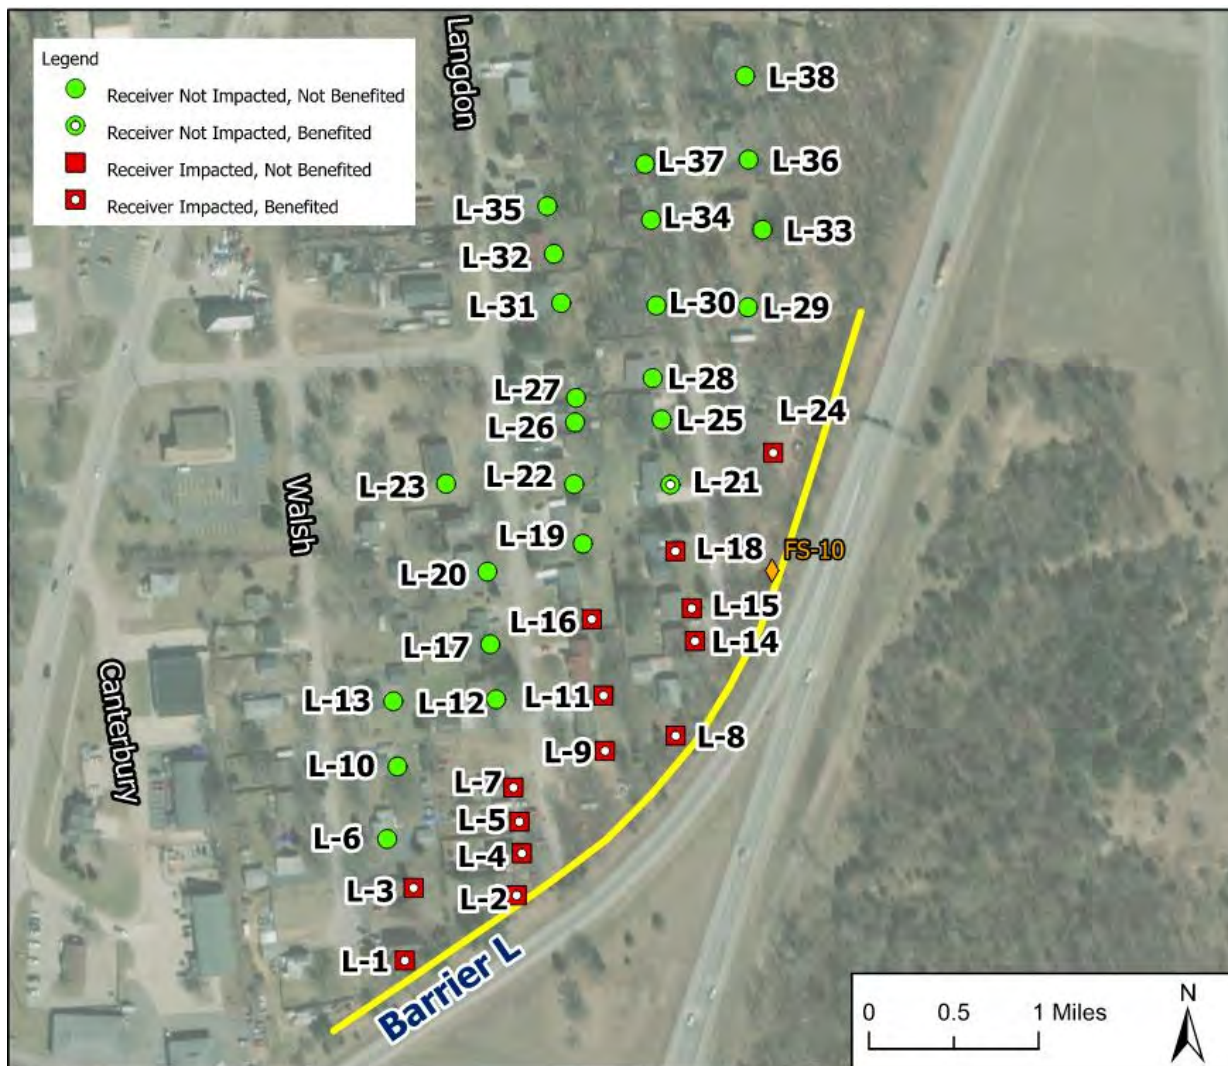 Legend
Receiver Not Impacted, Not Benefited
Receiver Not Impacted, Benefited
Receiver Impacted, Not Benefited
Receiver Impacted, Benefited
Langdon
L-38
L-37
L-36
L-35
L-34
L-33
L-32
L-31
L-30
L-29
L-28
L-27
L-24
L-26
L-25
L-23
L-22
L-21
Walsh
L-19
L-18
FS-10
L-20
L-16
L-15
L-17
L-14
Canterbury
L-13
L-12
L-11
L-8
L-9
L-10
L-7
L-5
L-6
L-4
L-3
L-2
L-1
Barrier L
0 0.5 1 Miles
N